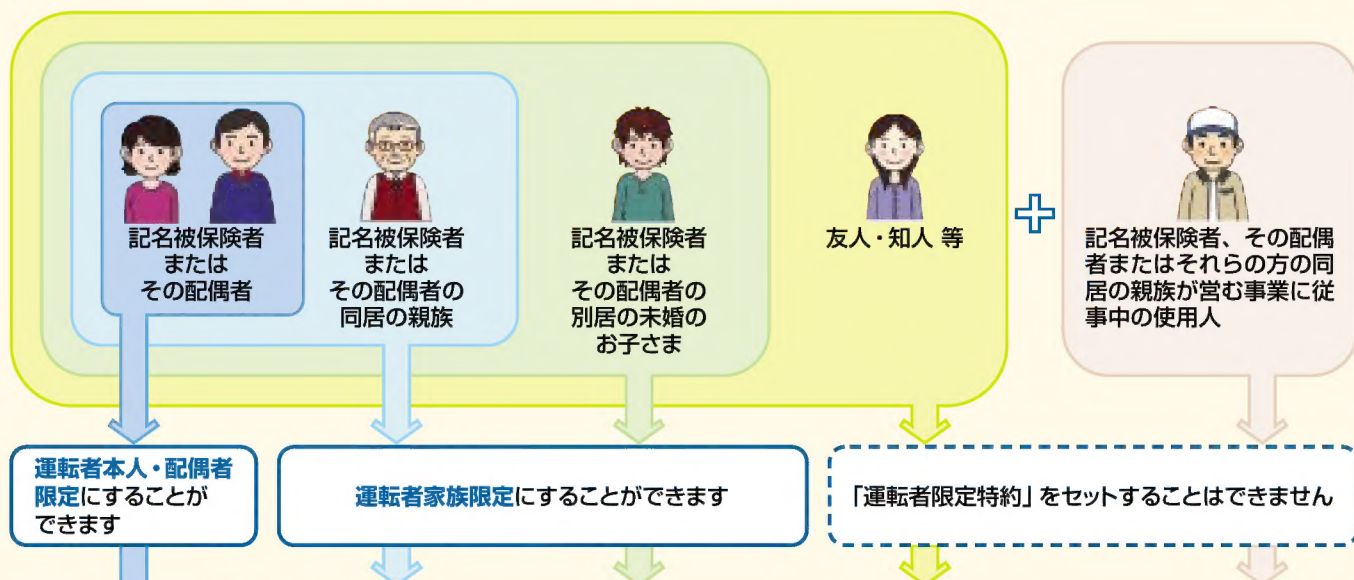 記名被保険者
または
その配偶者
記名被保険者
または
その配偶者の
同居の親族
記名被保険者
または
その配偶者の
別居の未婚の
お子さま
友人・知人 等
記名被保険者、その配偶
者またはそれらの方の同
居の親族が営む事業に従
事中の使用人
運転者本人・配偶者
限定にすることが
できます
運転者家族限定にすることができます
「運転者限定特約」をセットすることはできません